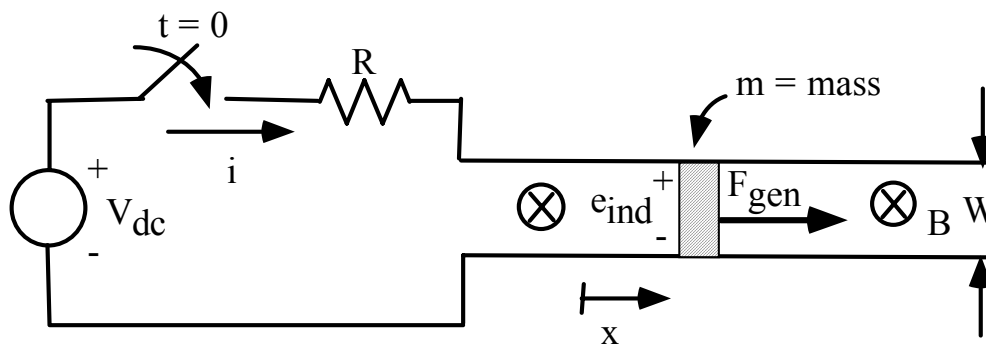 t = 0
R
m = mass
i
+
V_dc
-
+
e_ind
-
F_gen
B
W
x